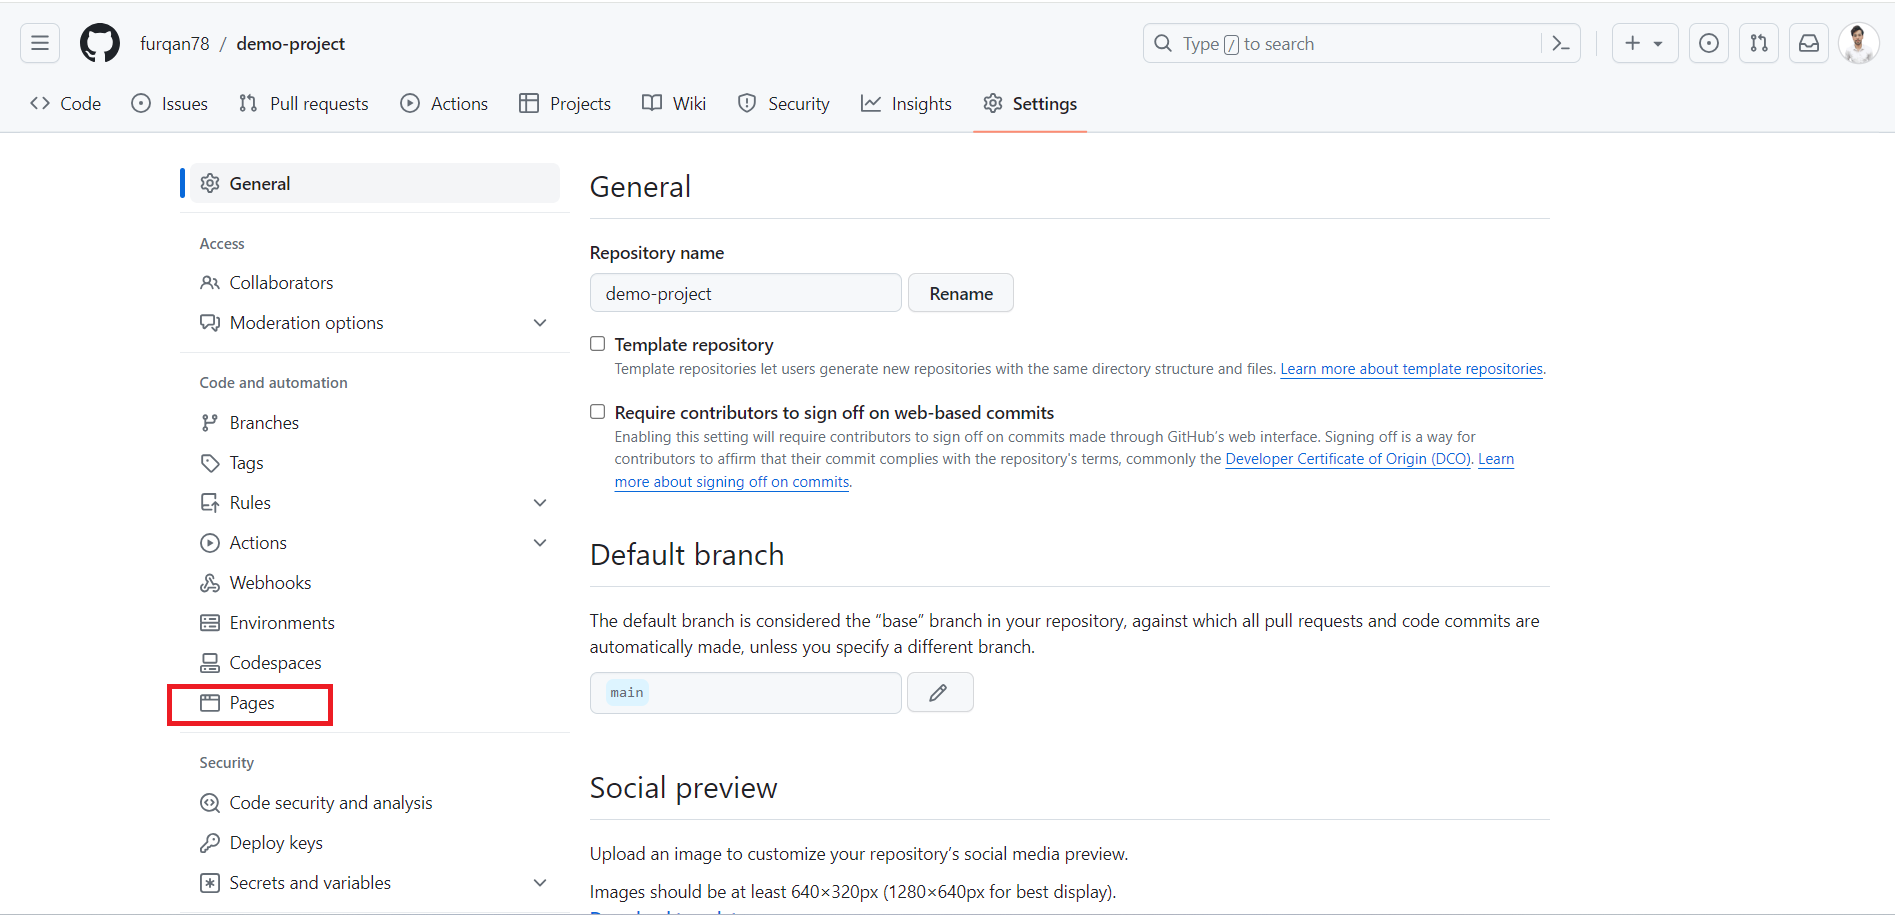 furqan78 / demo-project
Type / to search
Code Issues Pull requests Actions Projects Wiki Security Insights Settings
General
Access
Collaborators
Moderation options
Code and automation
Branches
Tags
Rules
Actions
Webhooks
Environments
Codespaces
Pages
Security
Code security and analysis
Deploy keys
Secrets and variables
General
Repository name
demo-project Rename
Template repository
Template repositories let users generate new repositories with the same directory structure and files. Learn more about template repositories.
Require contributors to sign off on web-based commits
Enabling this setting will require contributors to sign off on commits made through GitHub's web interface. Signing off is a way for
contributors to affirm that their commit complies with the repository's terms, commonly the Developer Certificate of Origin (DCO). Learn
more about signing off on commits.
Default branch
The default branch is considered the “base” branch in your repository, against which all pull requests and code commits are
automatically made, unless you specify a different branch.
main
Social preview
Upload an image to customize your repository’s social media preview.
Images should be at least 640×320px (1280×640px for best display).